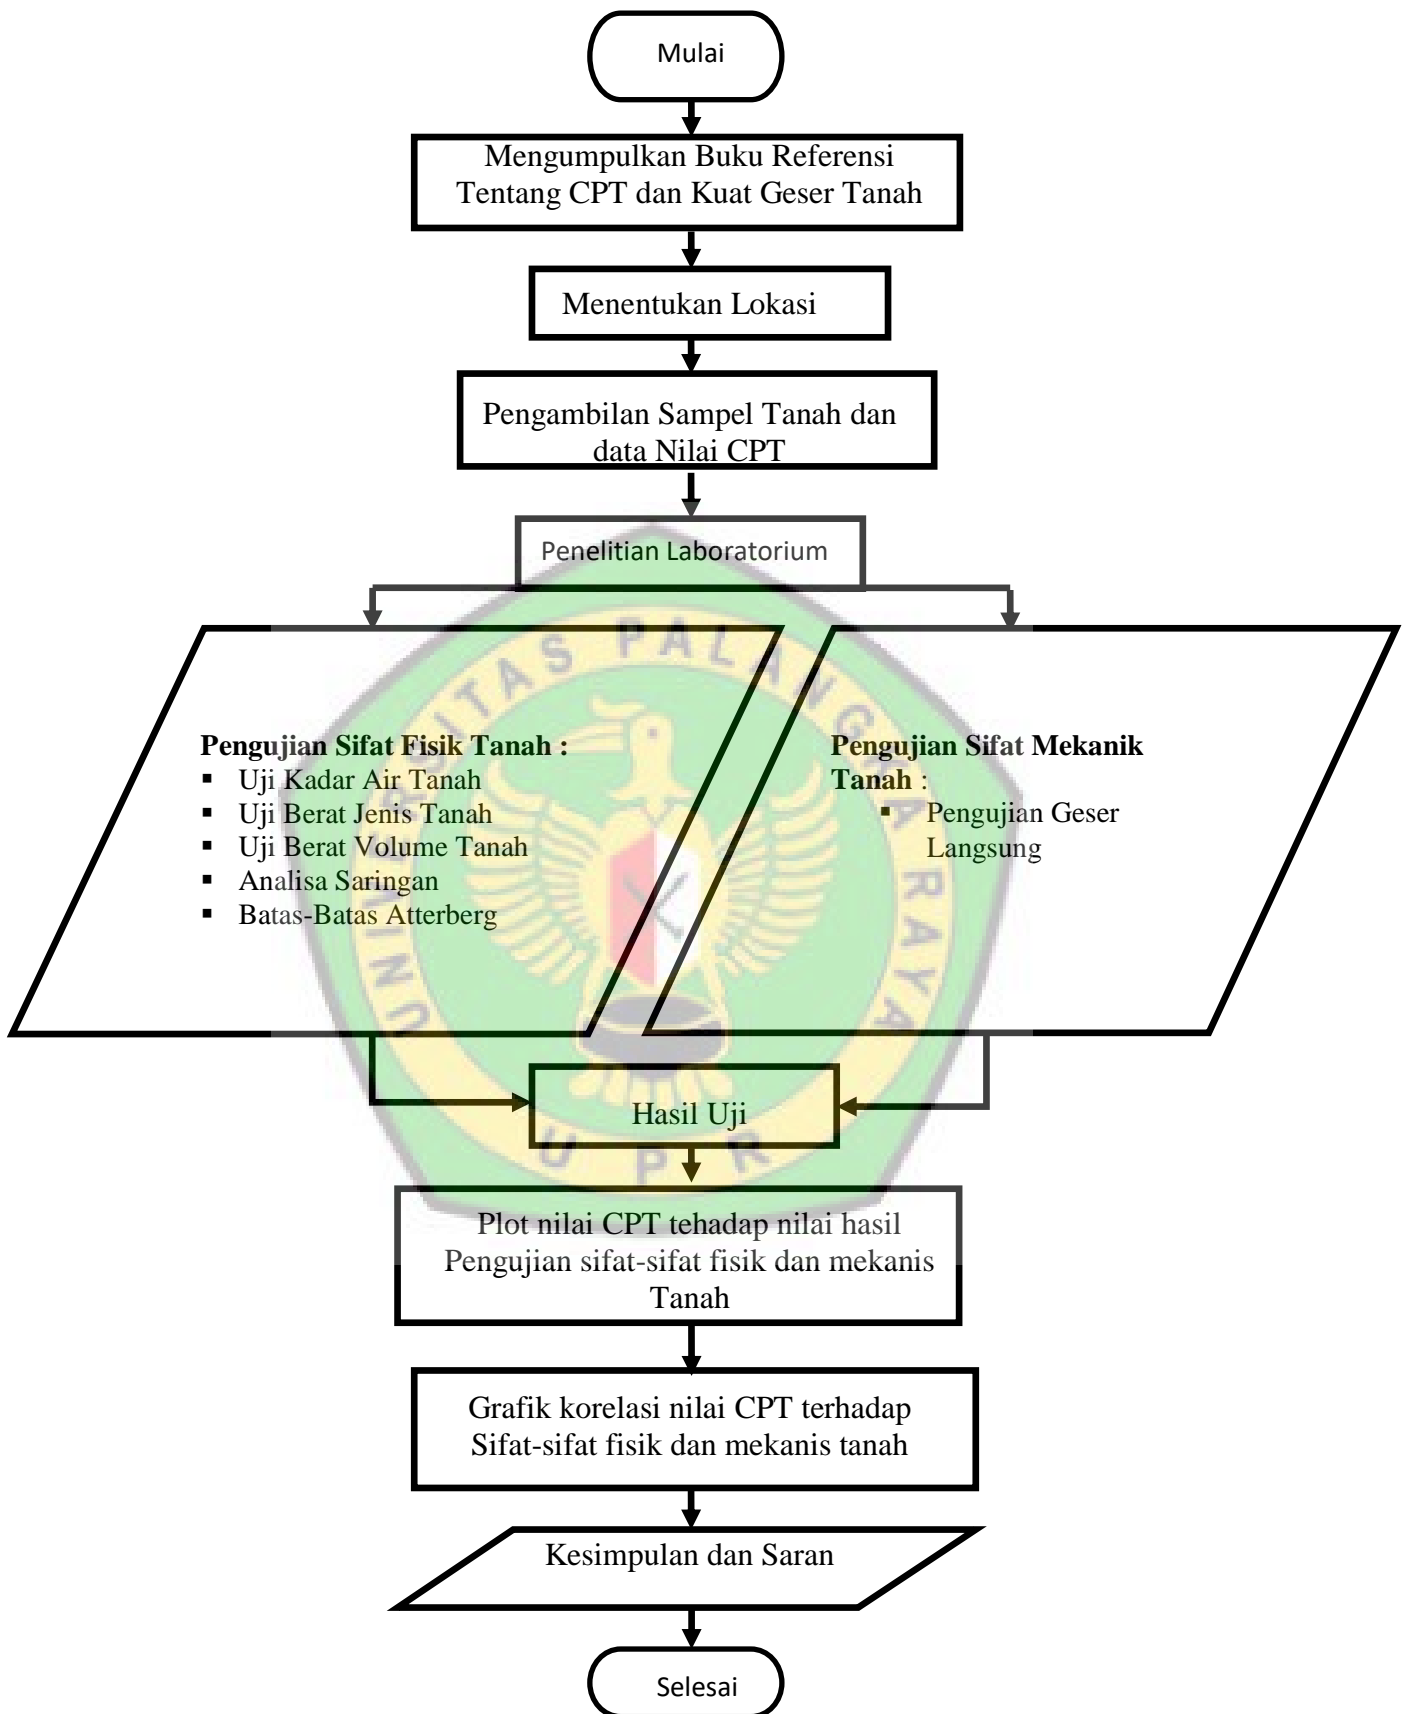 Mulai
Mengumpulkan Buku Referensi
Tentang CPT dan Kuat Geser Tanah
Menentukan Lokasi
Pengambilan Sampel Tanah dan
data Nilai CPT
Penelitian Laboratorium
UNIVERSITAS PALANGKA RAYA
Pengujian Sifat Fisik Tanah :
▪ Uji Kadar Air Tanah
▪ Uji Berat Jenis Tanah
▪ Uji Berat Volume Tanah
▪ Analisa Saringan
▪ Batas-Batas Atterberg
Pengujian Sifat Mekanik
Tanah :
▪ Pengujian Geser
Langsung
Hasil Uji
UPR
Plot nilai CPT tehadap nilai hasil
Pengujian sifat-sifat fisik dan mekanis
Tanah
Grafik korelasi nilai CPT terhadap
Sifat-sifat fisik dan mekanis tanah
Kesimpulan dan Saran
Selesai